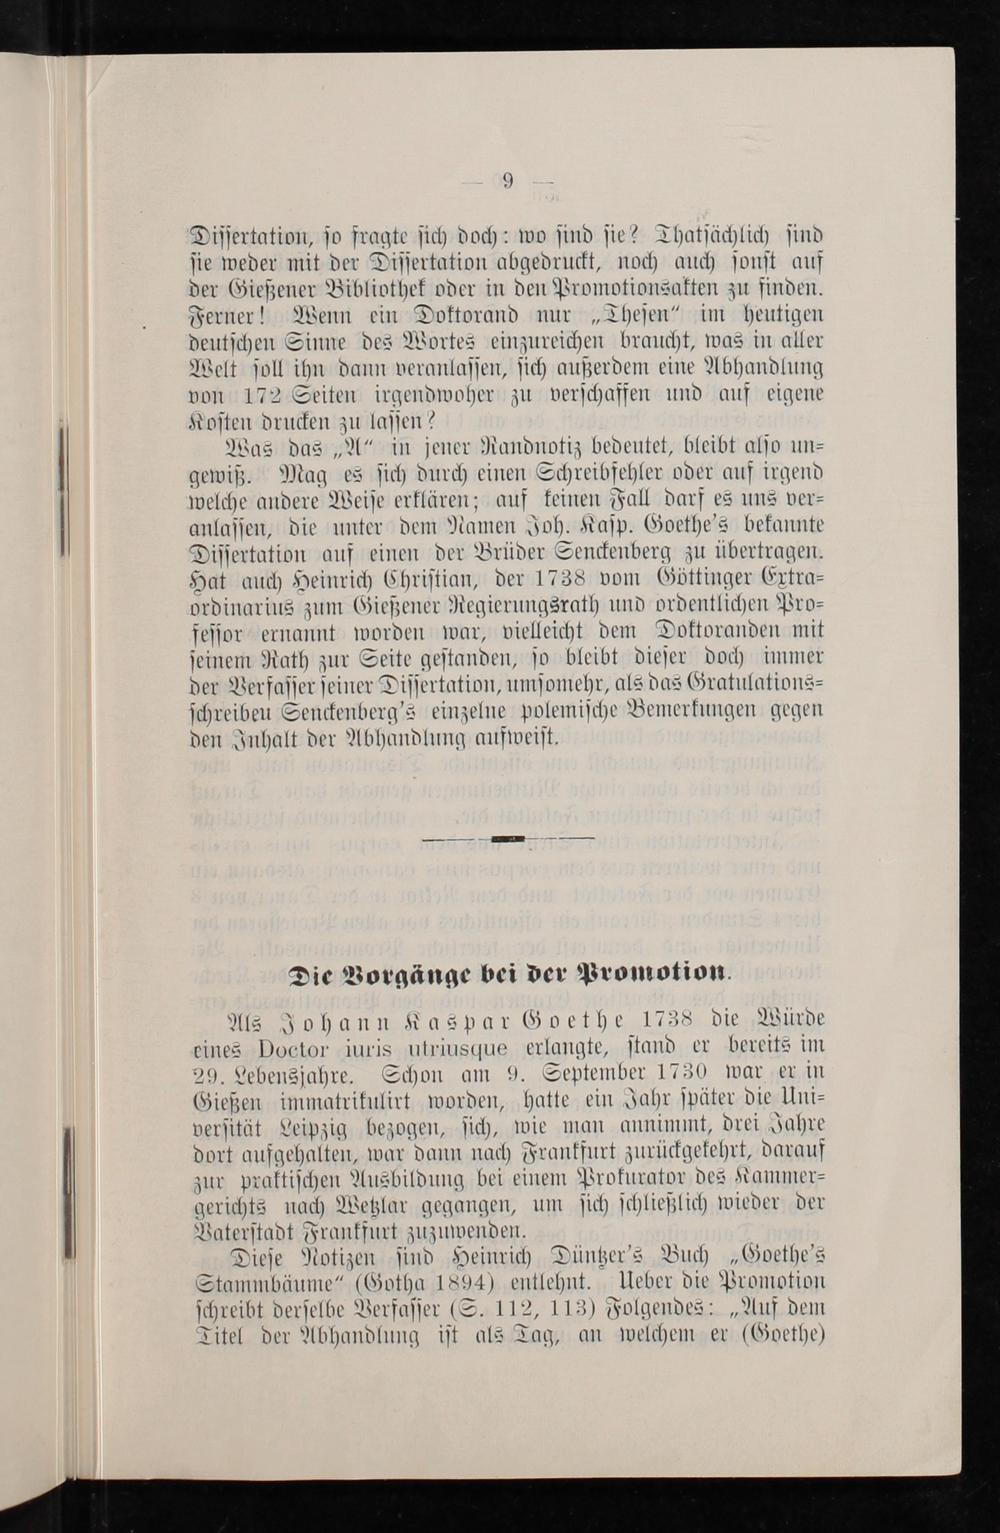 — 9 —
Dissertation, so fragte sich doch: wo sind sie? Thatsächlich sind
sie weder mit der Dissertation abgedruckt, noch auch sonst auf
der Gießener Bibliothek oder in den Promotionsakten zu finden.
Ferner! Wenn ein Doktorand nur „Thesen“ im heutigen
deutschen Sinne des Wortes einzureichen braucht, was in aller
Welt soll ihn dann veranlassen, sich außerdem eine Abhandlung
von 172 Seiten irgendwoher zu verschaffen und auf eigene
Kosten drucken zu lassen?
Was das „A“ in jener Randnotiz bedeutet, bleibt also un=
gewiß. Mag es sich durch einen Schreibfehler oder auf irgend
welche andere Weise erklären; auf keinen Fall darf es uns ver=
anlassen, die unter dem Namen Joh. Kasp. Goethe's bekannte
Dissertation auf einen der Brüder Senckenberg zu übertragen.
Hat auch Heinrich Christian, der 1738 vom Göttinger Extra=
ordinarius zum Gießener Regierungsrath und ordentlichen Pro=
fessor ernannt worden war, vielleicht dem Doktoranden mit
seinem Rath zur Seite gestanden, so bleibt dieser doch immer
der Verfasser seiner Dissertation, umsomehr, als das Gratulations=
schreiben Senckenberg's einzelne polemische Bemerkungen gegen
den Inhalt der Abhandlung aufweist.
Die Vorgänge bei der Promotion.
Als Johann Kaspar Goethe 1738 die Würde
eines Doctor iuris utriusque erlangte, stand er bereits im
29. Lebensjahre. Schon am 9. September 1730 war er in
Gießen immatrikulirt worden, hatte ein Jahr später die Uni=
versität Leipzig bezogen, sich, wie man annimmt, drei Jahre
dort aufgehalten, war dann nach Frankfurt zurückgekehrt, darauf
zur praktischen Ausbildung bei einem Prokurator des Kammer=
gerichts nach Wetzlar gegangen, um sich schließlich wieder der
Vaterstadt Frankfurt zuzuwenden.
Diese Notizen sind Heinrich Düntzer's Buch „Goethe's
Stammbäume“ (Gotha 1894) entlehnt. Ueber die Promotion
schreibt derselbe Verfasser (S. 112, 113) Folgendes: „Auf dem
Titel der Abhandlung ist als Tag, an welchem er (Goethe)